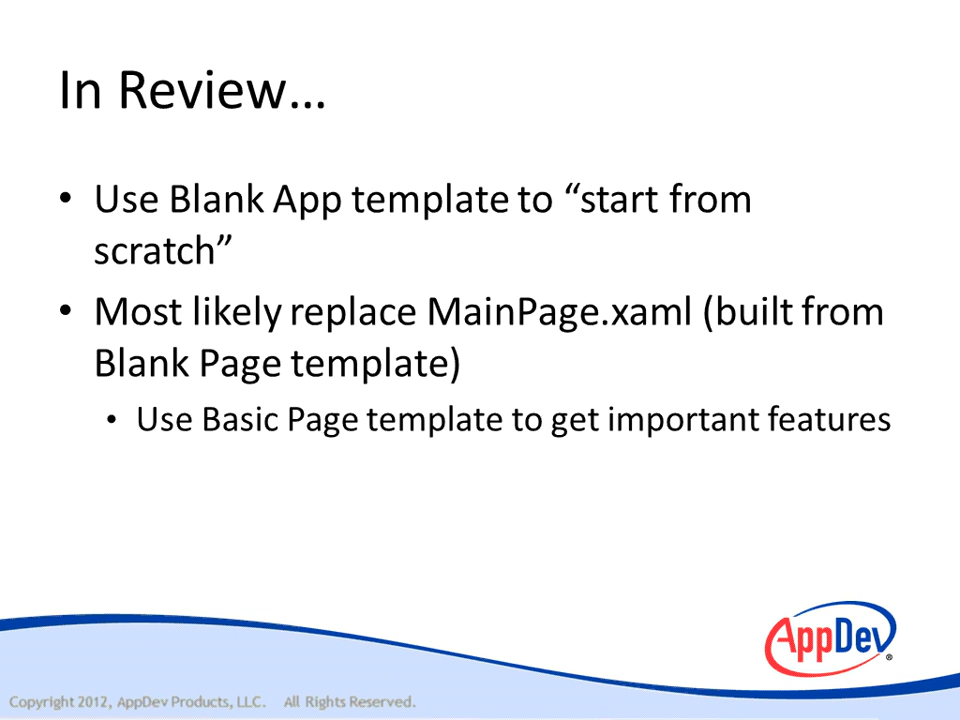 In Review…
• Use Blank App template to “start from
scratch”
• Most likely replace MainPage.xaml (built from
Blank Page template)
• Use Basic Page template to get important features
AppDev®
Copyright 2012, AppDev Products, LLC. All Rights Reserved.